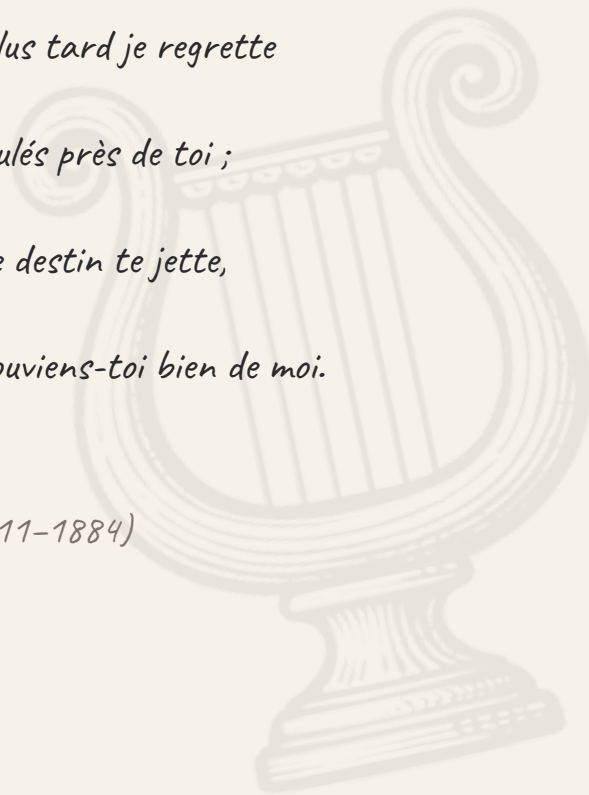 lus tard je regrette
ulés près de toi ;
e destin te jette,
ouviens-toi bien de moi.
11–1884)